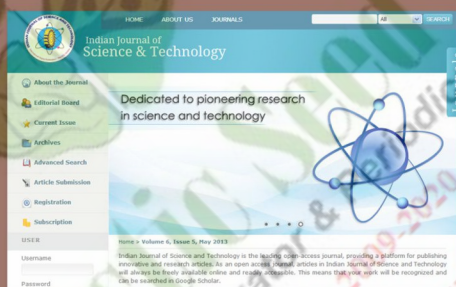 HOME ABOUT US JOURNALS
All SEARCH
Indian Journal of
Science & Technology
About the Journal
Editorial Board
Current Issue
Archives
Advanced Search
Article Submission
Registration
Subscription
USER
Username
Password
Dedicated to pioneering research
in science and technology
Home > Volume 6, Issue 5, May 2013
Indian Journal of Science and Technology is the leading open-access journal, providing a platform for publishing
innovative and research articles. As an open access journal, articles in Indian Journal of Science and Technology
will always be freely available online and readily accessible. This means that your work will be recognized and
can be searched in Google Scholar.